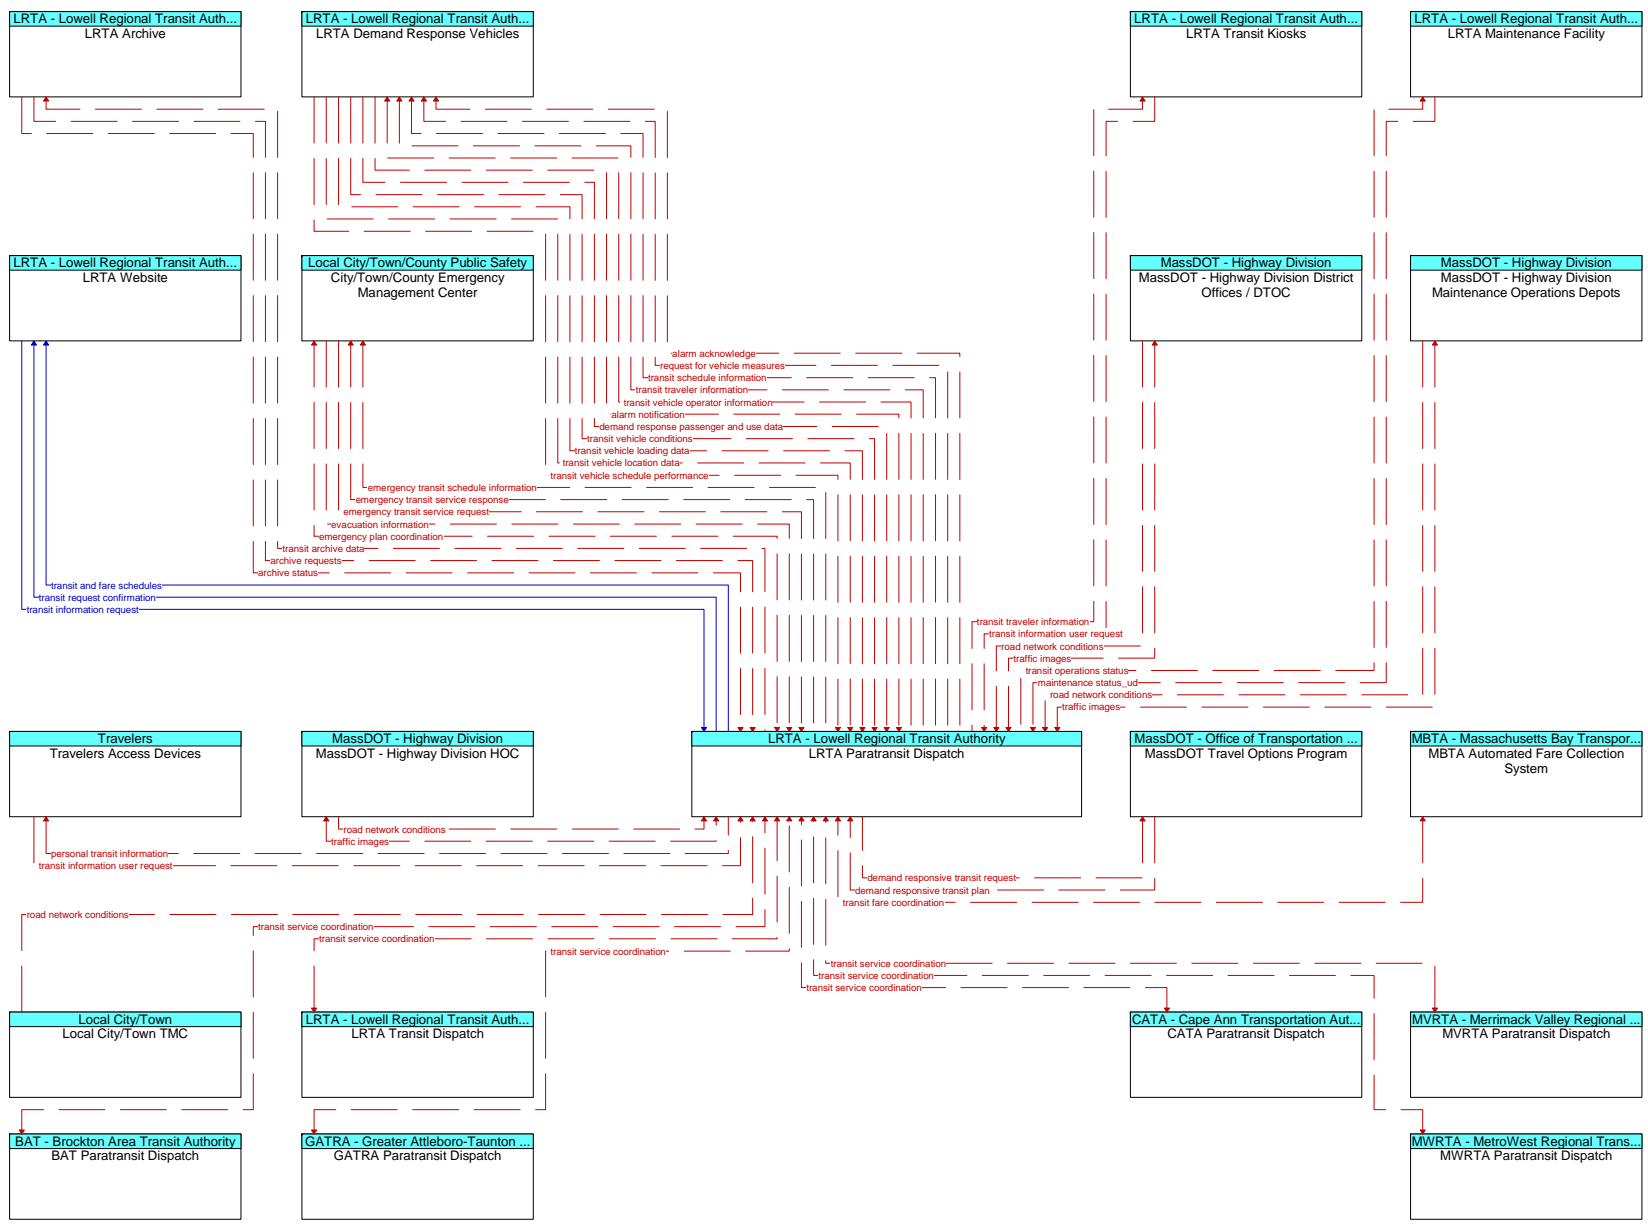 LRTA - Lowell Regional Transit Auth...
LRTA Archive
LRTA - Lowell Regional Transit Auth...
LRTA Demand Response Vehicles
LRTA - Lowell Regional Transit Auth...
LRTA Transit Kiosks
LRTA - Lowell Regional Transit Auth...
LRTA Maintenance Facility
LRTA - Lowell Regional Transit Auth...
LRTA Website
Local City/Town/County Public Safety
City/Town/County Emergency
Management Center
MassDOT - Highway Division
MassDOT - Highway Division District
Offices / DTOC
MassDOT - Highway Division
MassDOT - Highway Division
Maintenance Operations Depots
alarm acknowledge
request for vehicle measures
transit schedule information
transit traveler information
transit vehicle operator information
alarm notification
demand response passenger and use data
transit vehicle conditions
transit vehicle loading data
transit vehicle location data
transit vehicle schedule performance
emergency transit schedule information
emergency transit service response
emergency transit service request
evacuation information
emergency plan coordination
transit archive data
archive requests
archive status
transit and fare schedules
transit request confirmation
transit information request
transit traveler information
transit information user request
road network conditions
traffic images
transit operations status
maintenance status_ud
road network conditions
traffic images
Travelers
Travelers Access Devices
MassDOT - Highway Division
MassDOT - Highway Division HOC
LRTA - Lowell Regional Transit Authority
LRTA Paratransit Dispatch
MassDOT - Office of Transportation ...
MassDOT Travel Options Program
MBTA - Massachusetts Bay Transpor...
MBTA Automated Fare Collection
System
road network conditions
traffic images
personal transit information
transit information user request
demand responsive transit request
demand responsive transit plan
transit fare coordination
road network conditions
transit service coordination
transit service coordination
transit service coordination
transit service coordination
transit service coordination
transit service coordination
Local City/Town
Local City/Town TMC
LRTA - Lowell Regional Transit Auth...
LRTA Transit Dispatch
CATA - Cape Ann Transportation Aut...
CATA Paratransit Dispatch
MVRTA - Merrimack Valley Regional ...
MVRTA Paratransit Dispatch
BAT - Brockton Area Transit Authority
BAT Paratransit Dispatch
GATRA - Greater Attleboro-Taunton ...
GATRA Paratransit Dispatch
MWRTA - MetroWest Regional Trans...
MWRTA Paratransit Dispatch